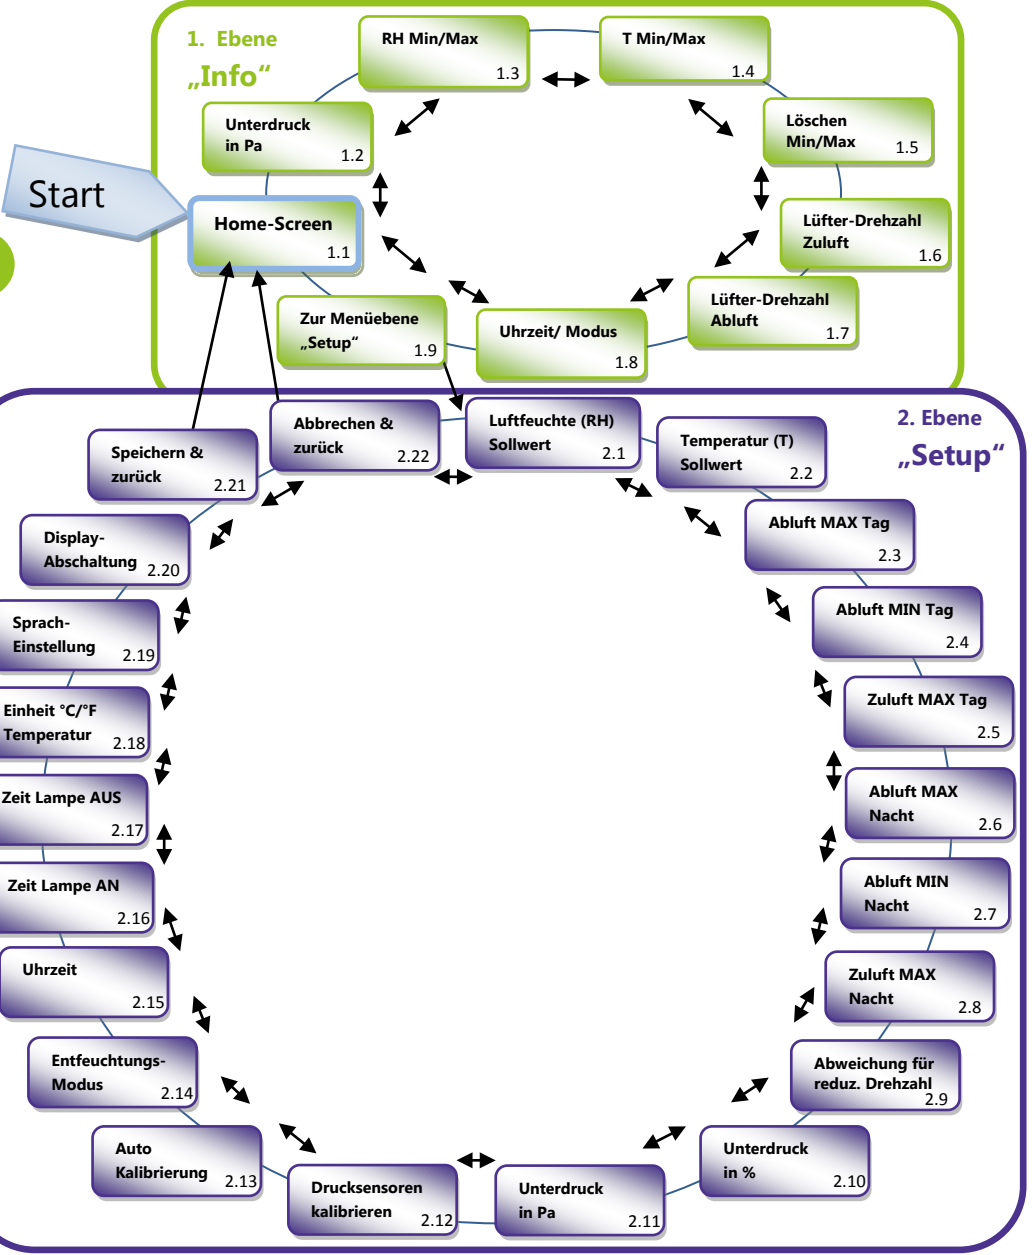 1. Ebene
„Info“
Start
Home-Screen
1.1
Unterdruck
in Pa
1.2
RH Min/Max
1.3
T Min/Max
1.4
Löschen
Min/Max
1.5
Lüfter-Drehzahl
Zuluft
1.6
Lüfter-Drehzahl
Abluft
1.7
Uhrzeit/ Modus
1.8
Zur Menüebene
„Setup“
1.9
2. Ebene
„Setup“
Luftfeuchte (RH)
Sollwert
2.1
Temperatur (T)
Sollwert
2.2
Abluft MAX Tag
2.3
Abluft MIN Tag
2.4
Zuluft MAX Tag
2.5
Abluft MAX
Nacht
2.6
Abluft MIN
Nacht
2.7
Zuluft MAX
Nacht
2.8
Abweichung für
reduz. Drehzahl
2.9
Unterdruck
in %
2.10
Unterdruck
in Pa
2.11
Drucksensoren
kalibrieren
2.12
Auto
Kalibrierung
2.13
Entfeuchtungs-
Modus
2.14
Uhrzeit
2.15
Zeit Lampe AN
2.16
Zeit Lampe AUS
2.17
Einheit °C/°F
Temperatur
2.18
Sprach-
Einstellung
2.19
Display-
Abschaltung
2.20
Speichern &
zurück
2.21
Abbrechen &
zurück
2.22